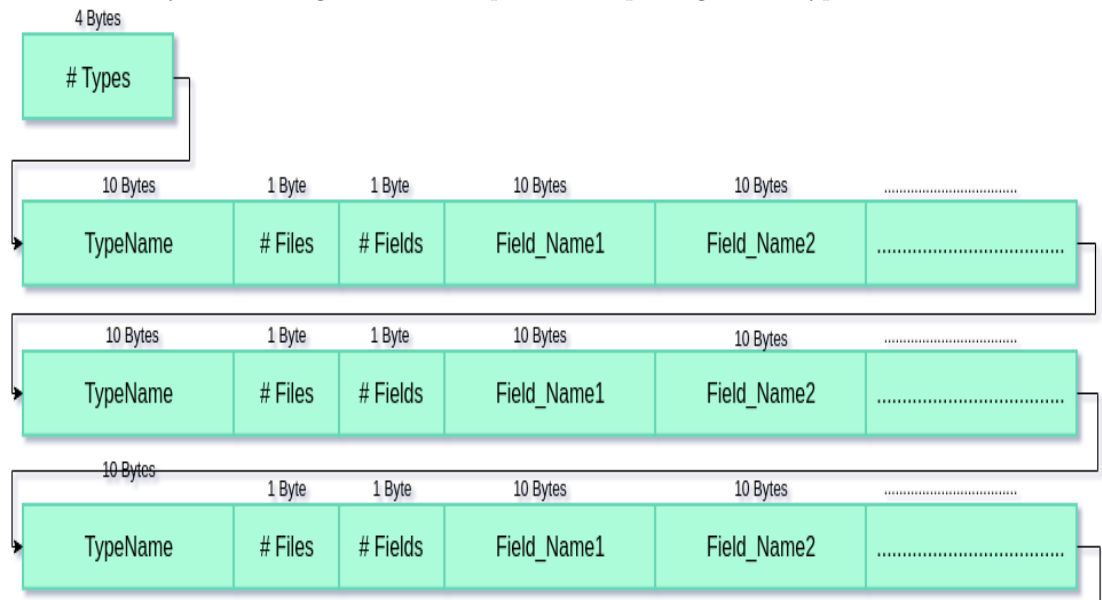 4 Bytes
# Types
10 Bytes 1 Byte 1 Byte 10 Bytes 10 Bytes ...................................
TypeName # Files # Fields Field_Name1 Field_Name2 .....................................
10 Bytes 1 Byte 1 Byte 10 Bytes 10 Bytes ...................................
TypeName # Files # Fields Field_Name1 Field_Name2 .....................................
10 Bytes 1 Byte 1 Byte 10 Bytes 10 Bytes ...................................
TypeName # Files # Fields Field_Name1 Field_Name2 .....................................